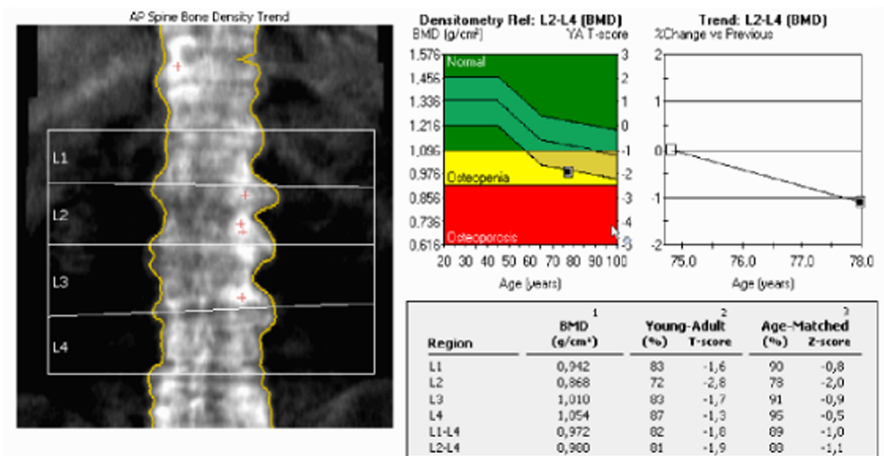 AP Spine Bone Density Trend
L1
L2
L3
L4
Densitometry Ref: L2-L4 (BMD)
BMD (g/cm²) YA T-score
1.576 3
1.456 2
1.336 1
1.216 0
1.096 -1
0.976 -2
0.856 -3
0.736 -4
0.616
Normal
Osteopenia
Osteoporosis
20 30 40 50 60 70 80 90 100
Age (years)
Trend: L2-L4 (BMD)
%Change vs Previous
2
1
0
-1
-2
75.0 76.0 77.0 78.0
Age (years)
1 2 3
BMD Young-Adult Age-Matched
Region (g/cm²) (%) T-score (%) Z-score
L1 0,942 83 -1,6 90 -0,8
L2 0,868 72 -2,8 78 -2,0
L3 1,010 83 -1,7 91 -0,9
L4 1,054 87 -1,3 95 -0,5
L1-L4 0,972 82 -1,8 89 -1,0
L2-L4 0,980 81 -1,9 88 -1,1